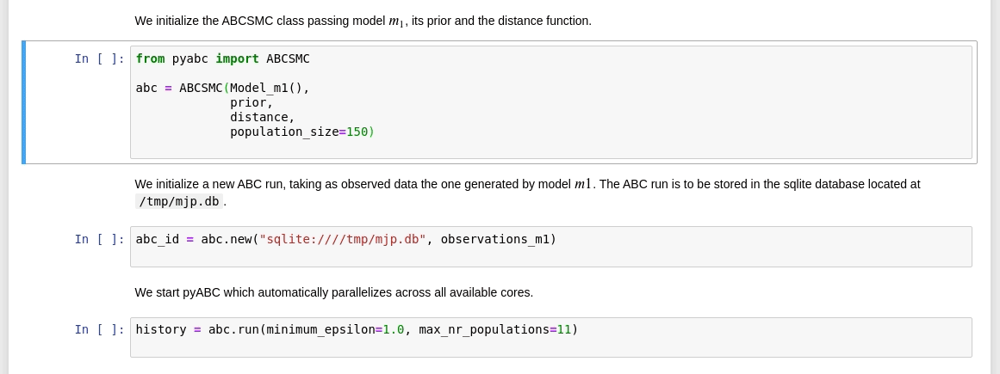 We initialize the ABCSMC class passing model m₁, its prior and the distance function.
In [ ]: from pyabc import ABCSMC
abc = ABCSMC(Model_m1(),
prior,
distance,
population_size=150)
We initialize a new ABC run, taking as observed data the one generated by model m1. The ABC run is to be stored in the sqlite database located at
/tmp/mjp.db.
In [ ]: abc_id = abc.new("sqlite:////tmp/mjp.db", observations_m1)
We start pyABC which automatically parallelizes across all available cores.
In [ ]: history = abc.run(minimum_epsilon=1.0, max_nr_populations=11)